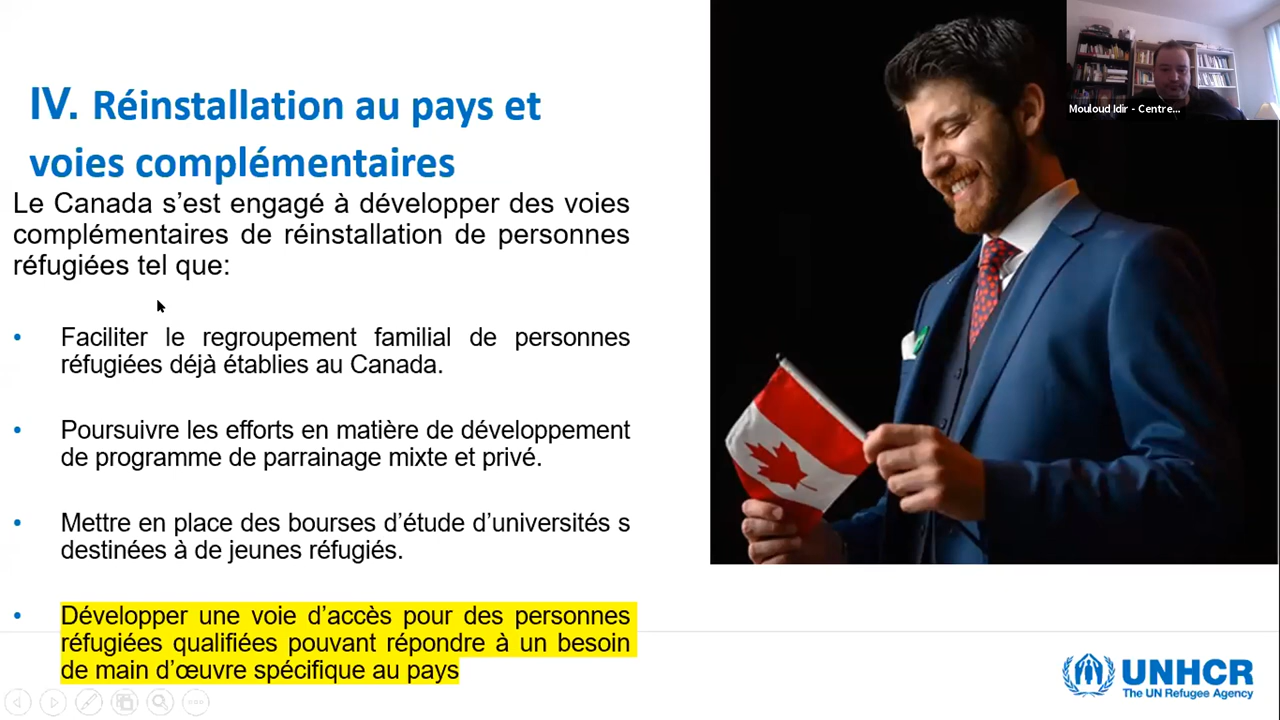 IV. Réinstallation au pays et
voies complémentaires
Le Canada s’est engagé à développer des voies
complémentaires de réinstallation de personnes
réfugiées tel que:
• Faciliter le regroupement familial de personnes
réfugiées déjà établies au Canada.
• Poursuivre les efforts en matière de développement
de programme de parrainage mixte et privé.
• Mettre en place des bourses d’étude d’universités s
destinées à de jeunes réfugiés.
• Développer une voie d’accès pour des personnes
réfugiées qualifiées pouvant répondre à un besoin
de main d’œuvre spécifique au pays
Mouloud Idir - Centre...
UNHCR
The UN Refugee Agency